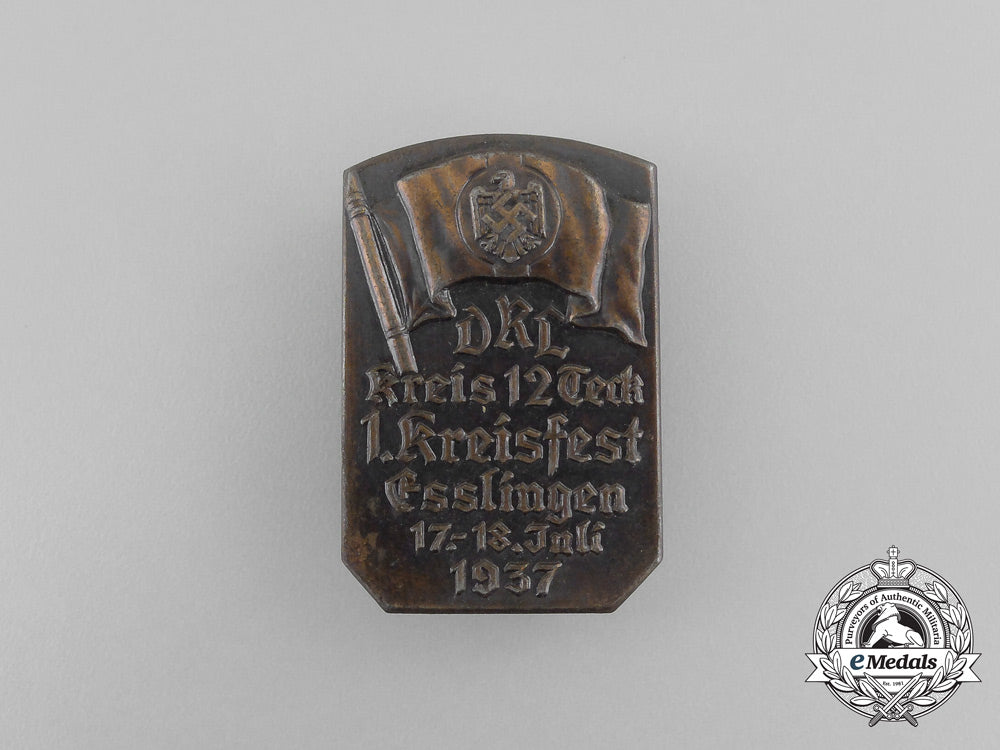 DRL
Kreis 12 Teck
1. Kreisfest
Esslingen
17.-18. Juli
1937
Purveyors of Authentic Militaria
eMedals
Est. 1981